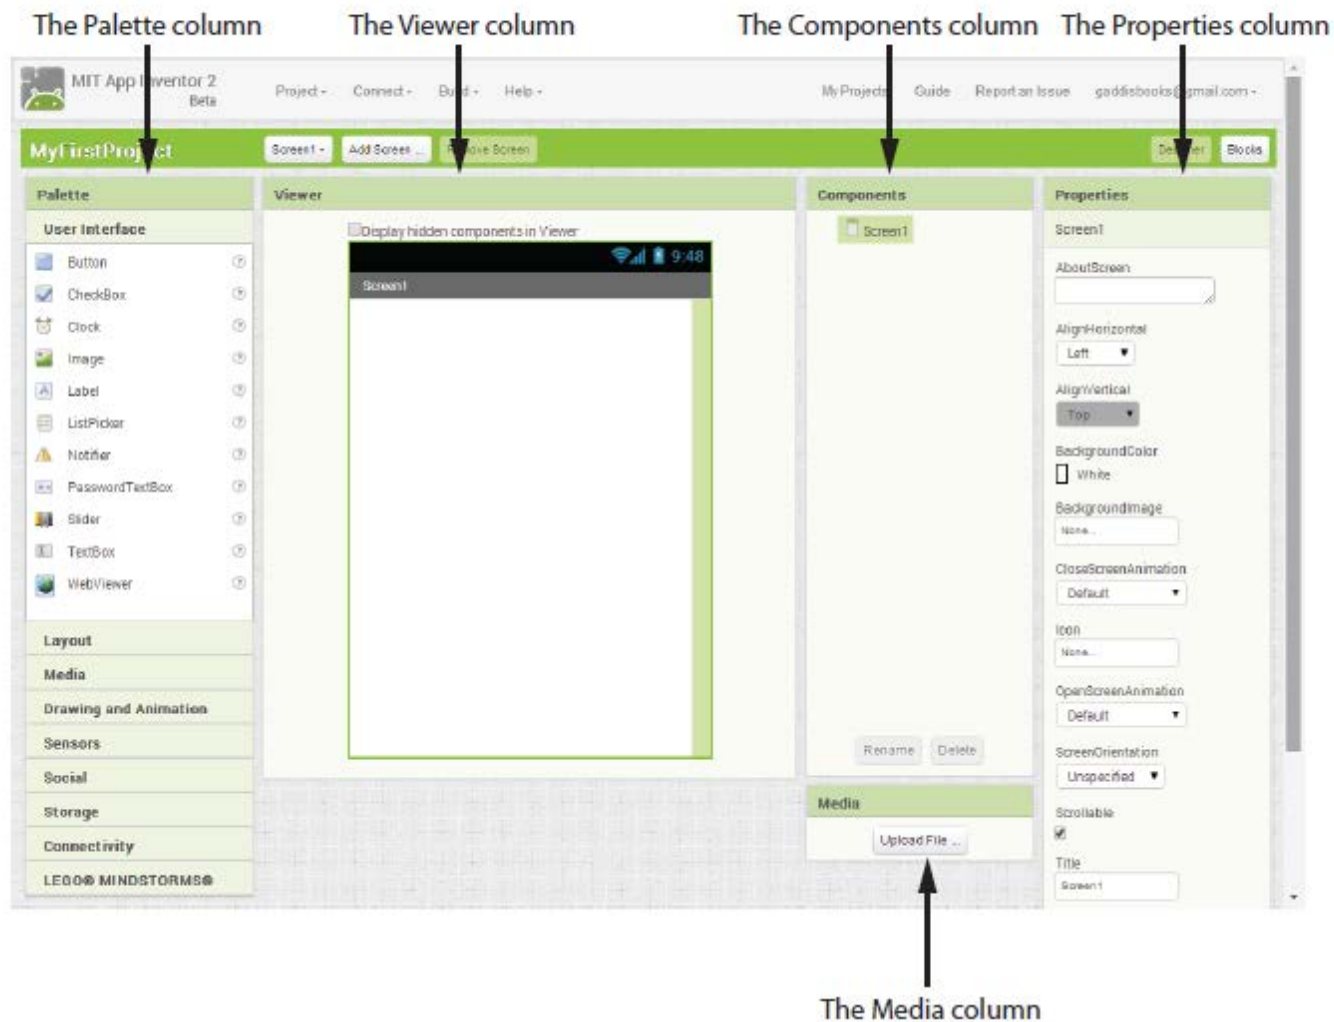 The Palette column
The Viewer column
The Components column
The Properties column
MIT App Inventor 2
Beta
Project
Connect
Build
Help
My Projects
Guide
Report an Issue
gaddisbooks@gmail.com
MyFirstProject
Screen1
Add Screen ...
Remove Screen
Designer
Blocks
Palette
User Interface
Button
CheckBox
Clock
Image
Label
ListPicker
Notifier
PasswordTextBox
Slider
TextBox
WebViewer
Layout
Media
Drawing and Animation
Sensors
Social
Storage
Connectivity
LEGO® MINDSTORMS®
Viewer
Display hidden components in Viewer
9:48
Screen1
Components
Screen1
Rename
Delete
Media
Upload File ...
Properties
Screen1
AboutScreen
AlignHorizontal
Left
AlignVertical
Top
BackgroundColor
White
BackgroundImage
None...
CloseScreenAnimation
Default
Icon
None...
OpenScreenAnimation
Default
ScreenOrientation
Unspecified
Scrollable
Title
Screen1
The Media column